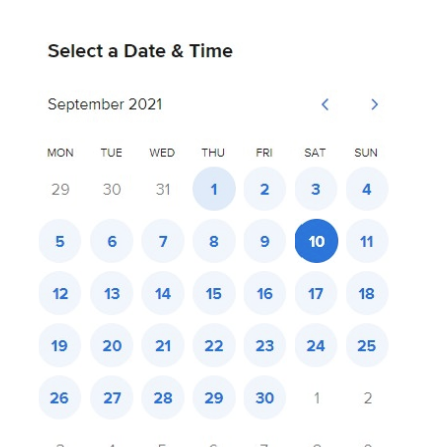 Select a Date & Time
September 2021
MON TUE WED THU FRI SAT SUN
29 30 31 1 2 3 4
5 6 7 8 9 10 11
12 13 14 15 16 17 18
19 20 21 22 23 24 25
26 27 28 29 30 1 2